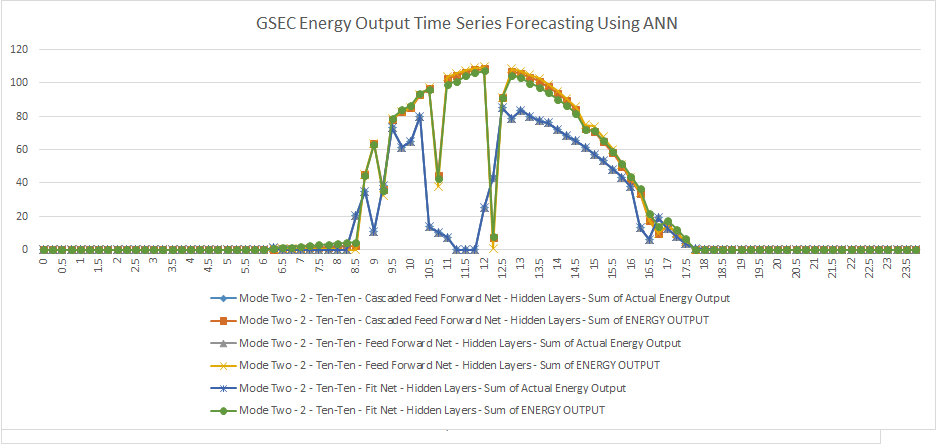 GSEC Energy Output Time Series Forecasting Using ANN
120
100
80
60
40
20
0
0 0.5 1 1.5 2 2.5 3 3.5 4 4.5 5 5.5 6 6.5 7 7.5 8 8.5 9 9.5 10 10.5 11 11.5 12 12.5 13 13.5 14 14.5 15 15.5 16 16.5 17 17.5 18 18.5 19 19.5 20 20.5 21 21.5 22 22.5 23 23.5
Mode Two - 2 - Ten-Ten - Cascaded Feed Forward Net - Hidden Layers - Sum of Actual Energy Output
Mode Two - 2 - Ten-Ten - Cascaded Feed Forward Net - Hidden Layers - Sum of ENERGY OUTPUT
Mode Two - 2 - Ten-Ten - Feed Forward Net - Hidden Layers - Sum of Actual Energy Output
Mode Two - 2 - Ten-Ten - Feed Forward Net - Hidden Layers - Sum of ENERGY OUTPUT
Mode Two - 2 - Ten-Ten - Fit Net - Hidden Layers - Sum of Actual Energy Output
Mode Two - 2 - Ten-Ten - Fit Net - Hidden Layers - Sum of ENERGY OUTPUT